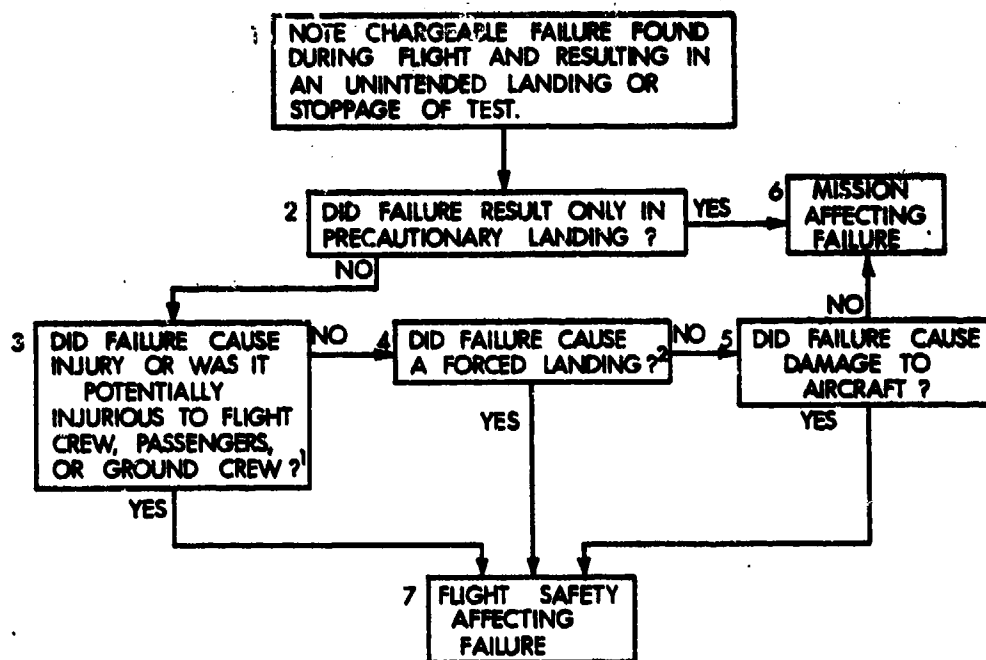 1 NOTE CHARGEABLE FAILURE FOUND
DURING FLIGHT AND RESULTING IN
AN UNINTENDED LANDING OR
STOPPAGE OF TEST.
2 DID FAILURE RESULT ONLY IN
PRECAUTIONARY LANDING ?
YES
6 MISSION
AFFECTING
FAILURE
NO
3 DID FAILURE CAUSE
INJURY OR WAS IT
POTENTIALLY
INJURIOUS TO FLIGHT
CREW, PASSENGERS,
OR GROUND CREW ?1
NO
YES
4 DID FAILURE CAUSE
A FORCED LANDING ?2
NO
YES
5 DID FAILURE CAUSE
DAMAGE TO
AIRCRAFT ?
NO
YES
7 FLIGHT SAFETY
AFFECTING
FAILURE